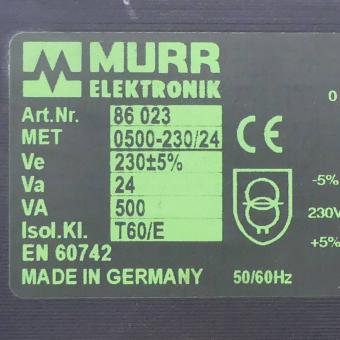 MURR
ELEKTRONIK
Art.Nr. 86 023
MET 0500-230/24
Ve 230±5%
Va 24
VA 500
Isol.Kl. T60/E
EN 60742
MADE IN GERMANY 50/60Hz
CE
0
-5%
230V
+5%